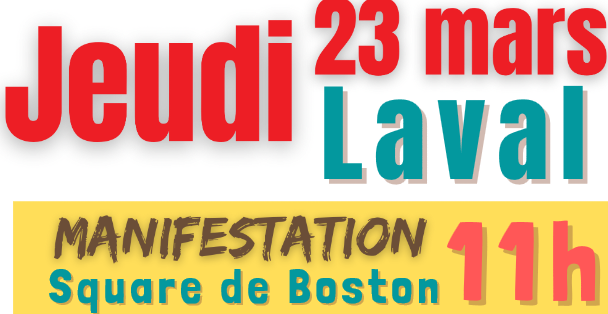 Jeudi 23 mars
Laval
MANIFESTATION 11h
Square de Boston